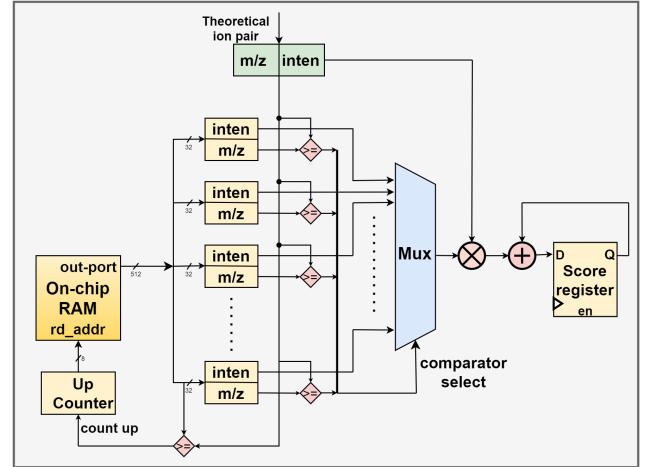 Theoretical
ion pair
m/z inten
inten
m/z
>=
32
inten
m/z
>=
32
inten
m/z
>=
32
out-port
On-chip
RAM
rd_addr
512
8
Up
Counter
count up
inten
m/z
>=
32
>=
Mux
comparator
select
D Q
Score
register
en